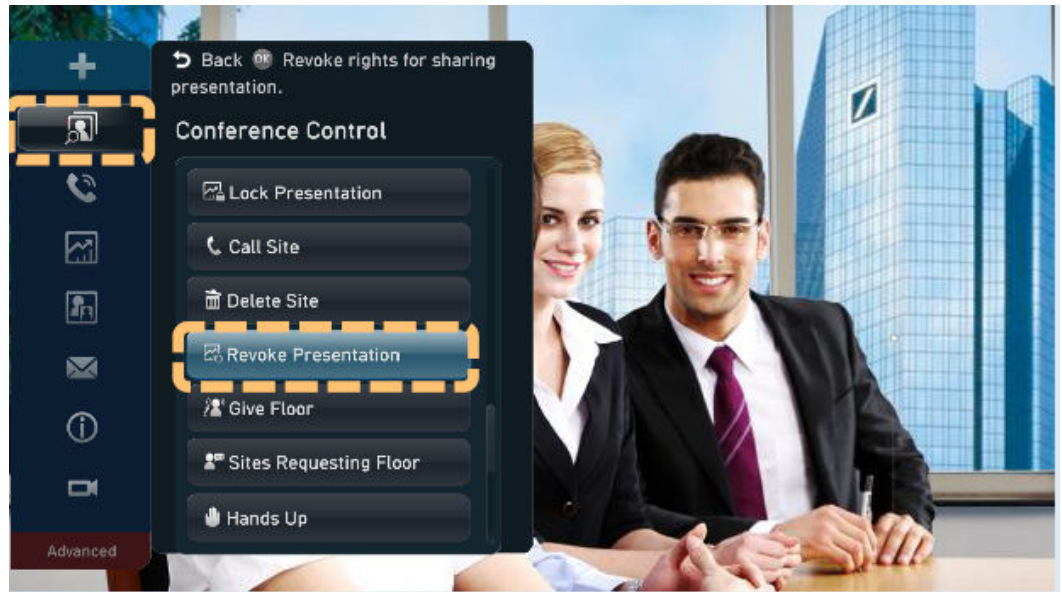 Back OK Revoke rights for sharing
presentation.
Conference Control
Lock Presentation
Call Site
Delete Site
Revoke Presentation
Give Floor
Sites Requesting Floor
Hands Up
Advanced